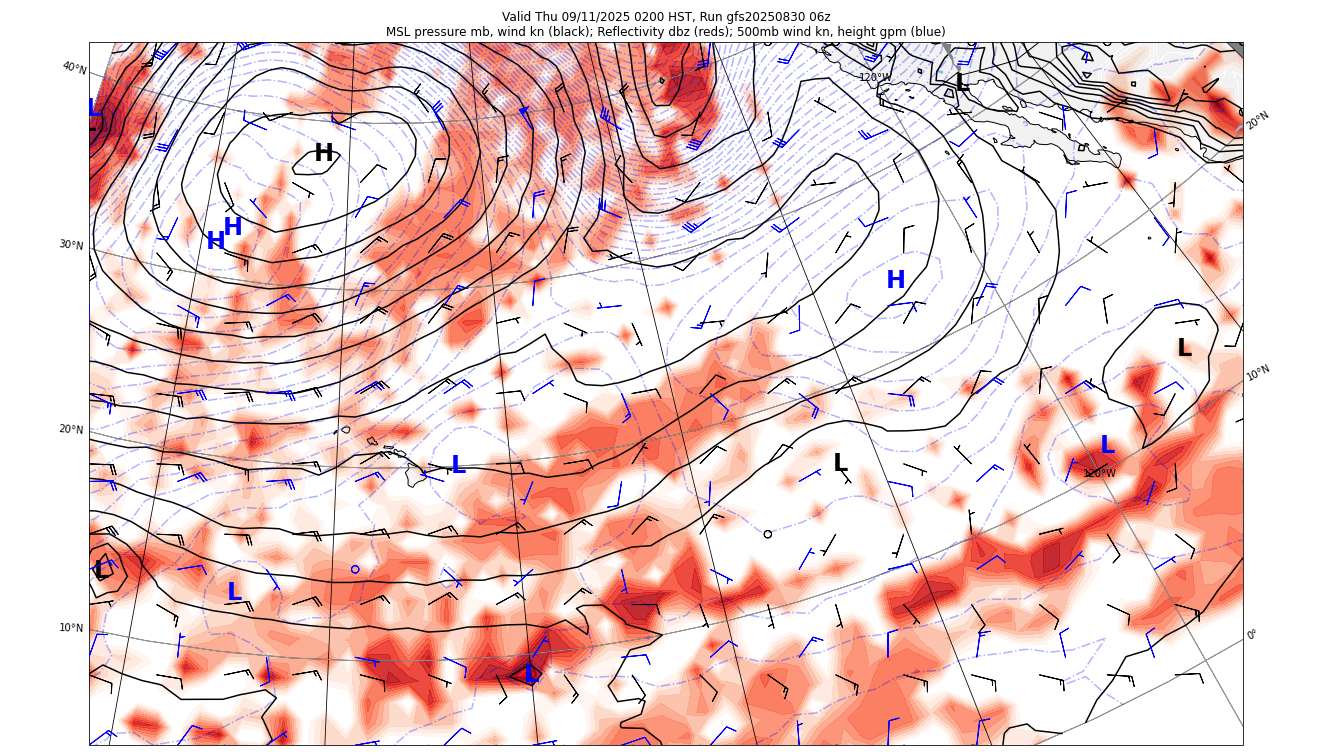 Valid Thu 09/11/2025 0200 HST, Run gfs20250830 06z
MSL pressure mb, wind kn (black); Reflectivity dbz (reds); 500mb wind kn, height gpm (blue)
40°N
L
120°W
L
20°N
H
H
H
30°N
H
L
10°N
20°N
L
L
L
120°W
L
L
10°N
0°
L